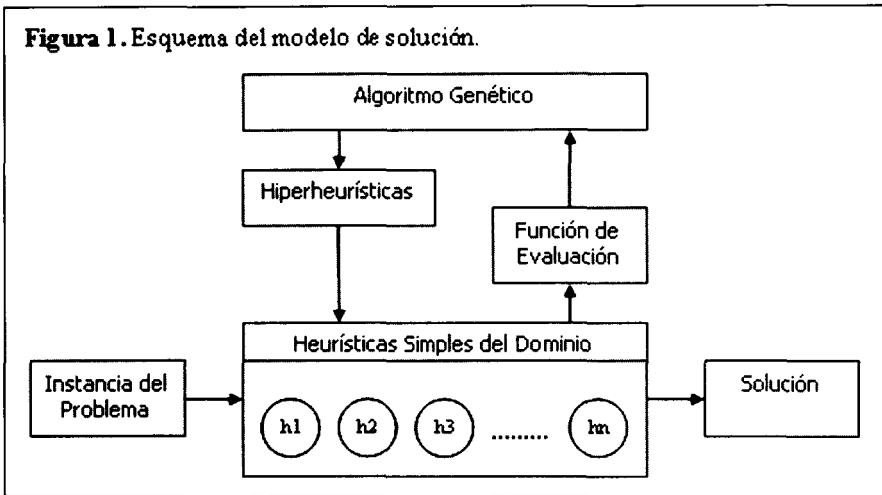 Figura 1. Esquema del modelo de solución.
Algoritmo Genético
Hiperheurísticas
Función de
Evaluación
Heurísticas Simples del Dominio
Instancia del
Problema
h1 h2 h3 ......... hn
Solución